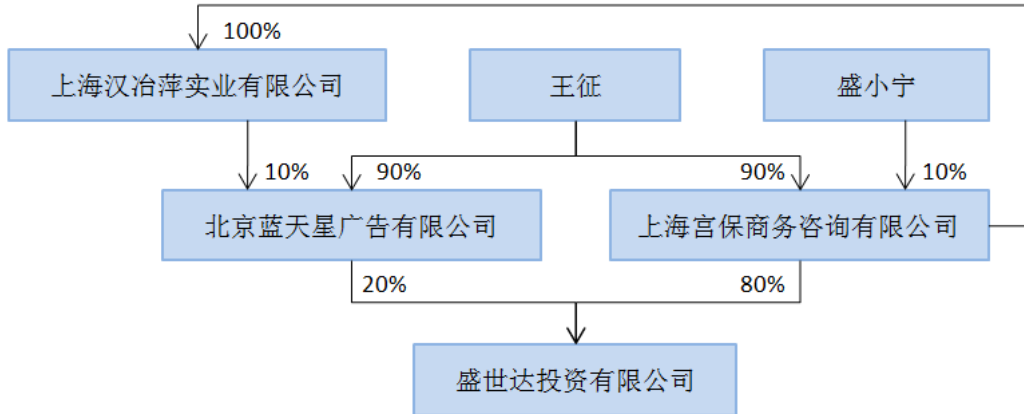 100%
上海汉冶萍实业有限公司
王征
盛小宁
10%
90%
90%
10%
北京蓝天星广告有限公司
上海宫保商务咨询有限公司
20%
80%
盛世达投资有限公司